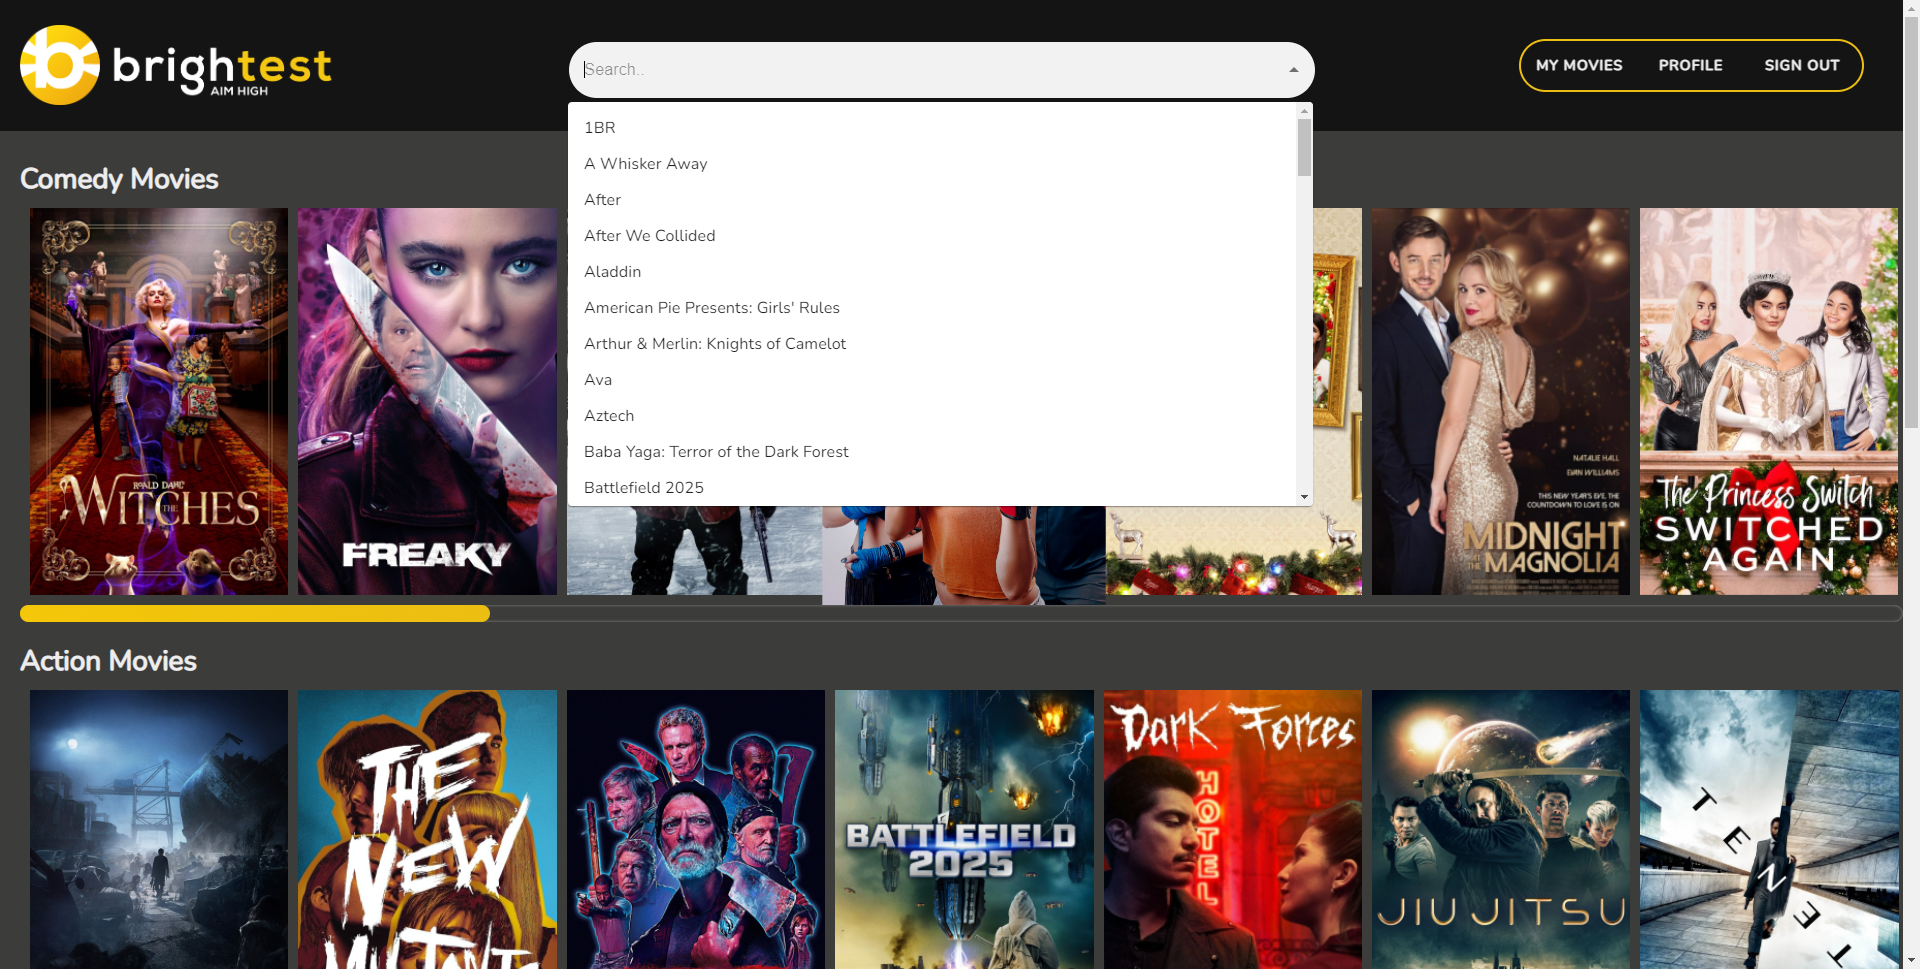 brightest
AIM HIGH
Search..
MY MOVIES PROFILE SIGN OUT
1BR
A Whisker Away
After
After We Collided
Aladdin
American Pie Presents: Girls' Rules
Arthur & Merlin: Knights of Camelot
Ava
Aztech
Baba Yaga: Terror of the Dark Forest
Battlefield 2025
Comedy Movies
ROALD DAHL'S
THE
WITCHES
FREAKY
NATALIE HALL
EVAN WILLIAMS
THIS NEW YEAR'S EVE, THE
COUNTDOWN TO LOVE IS ON
MIDNIGHT
AT THE MAGNOLIA
The Princess Switch
SWITCHED
AGAIN
Action Movies
THE
NEW
MUTANTS
BATTLEFIELD
2025
Dark Forces
HOTEL
JIU JITSU
TENET